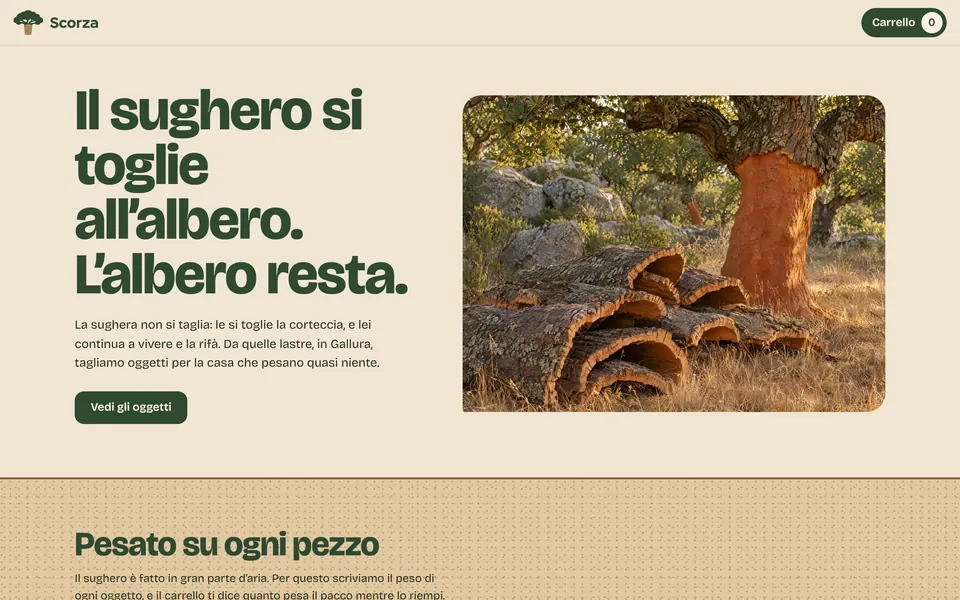 Scorza
Carrello 0
Il sughero si
toglie
all'albero.
L'albero resta.
La sughera non si taglia: le si toglie la corteccia, e lei
continua a vivere e la rifà. Da quelle lastre, in Gallura,
tagliamo oggetti per la casa che pesano quasi niente.
Vedi gli oggetti
Pesato su ogni pezzo
Il sughero è fatto in gran parte d'aria. Per questo scriviamo il peso di
ogni oggetto, e il carrello ti dice quanto pesa il pacco mentre lo riempi.